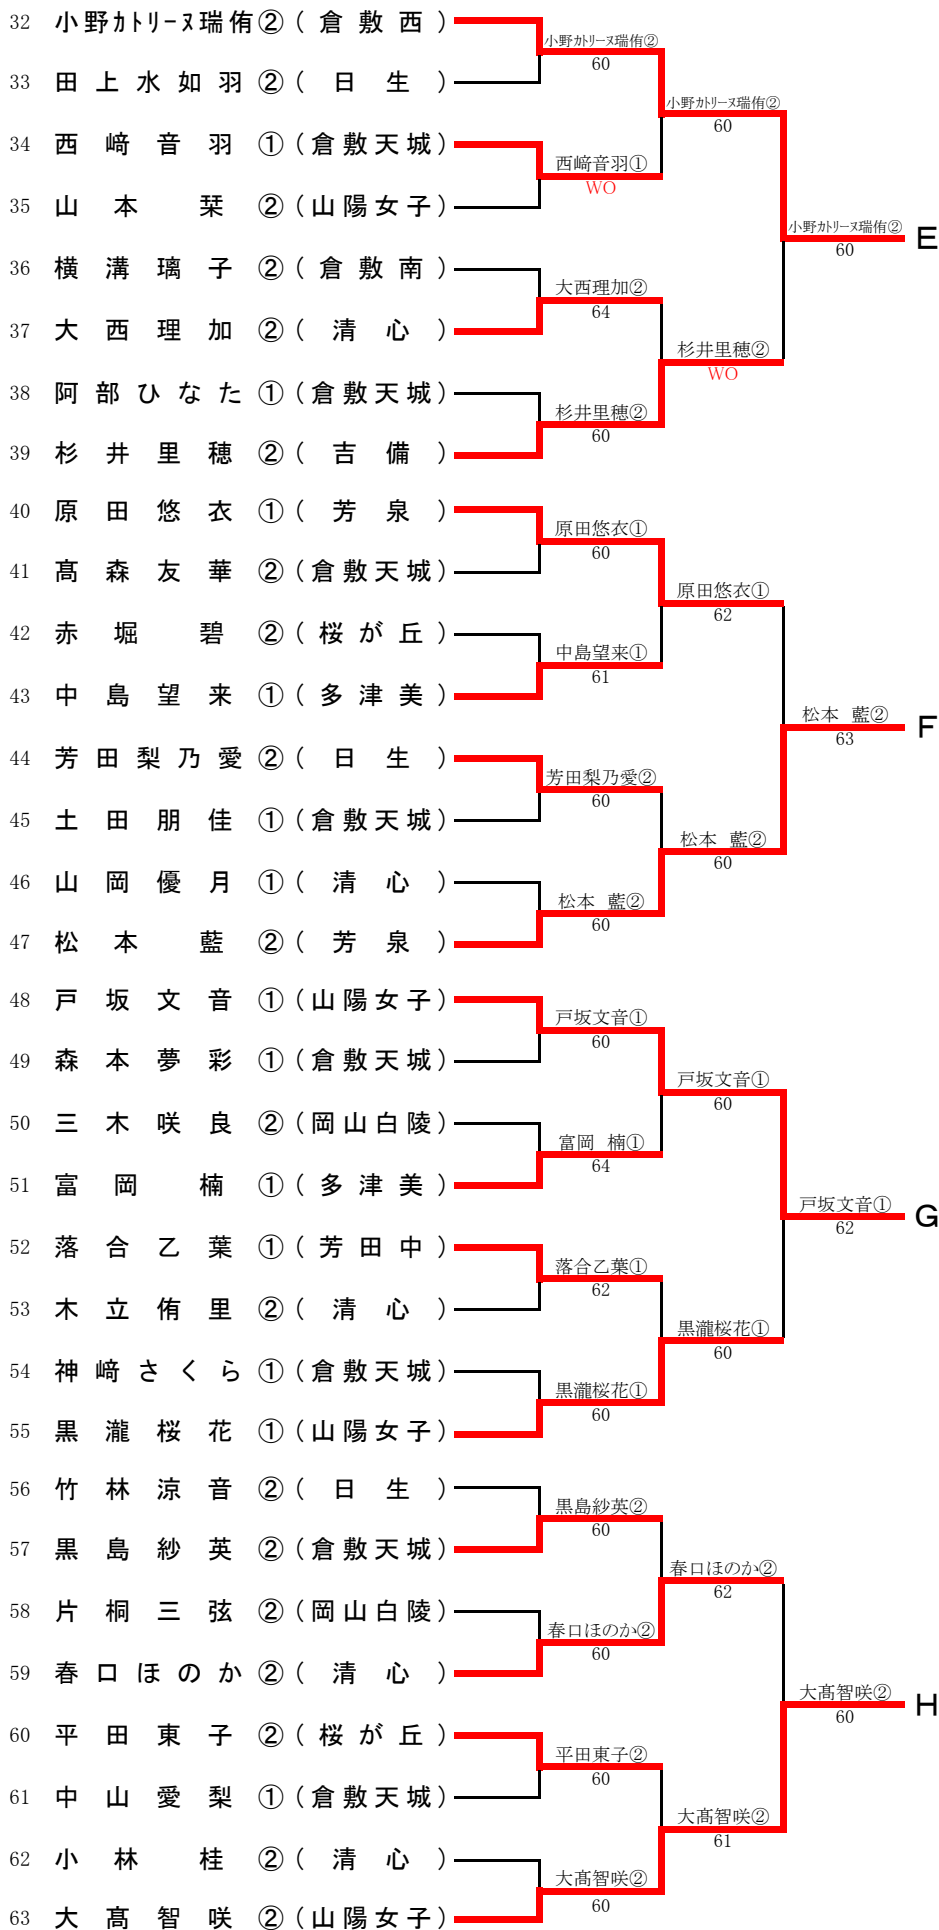 32 小野カトリーヌ瑞侑 ② ( 倉敷西 )
小野カトリーヌ瑞侑②
60
33 田上水如羽 ② ( 日生 )
小野カトリーヌ瑞侑②
60
34 西﨑音羽 ① ( 倉敷天城 )
西﨑音羽①
WO
35 山本栞 ② ( 山陽女子 )
小野カトリーヌ瑞侑② E
60
36 横溝璃子 ② ( 倉敷南 )
大西理加②
64
37 大西理加 ② ( 清心 )
杉井里穂②
WO
38 阿部ひなた ① ( 倉敷天城 )
杉井里穂②
60
39 杉井里穂 ② ( 吉備 )
40 原田悠衣 ① ( 芳泉 )
原田悠衣①
60
41 髙森友華 ② ( 倉敷天城 )
原田悠衣①
62
42 赤堀碧 ② ( 桜が丘 )
中島望来①
61
43 中島望来 ① ( 多津美 )
松本 藍② F
63
44 芳田梨乃愛 ② ( 日生 )
芳田梨乃愛②
60
45 土田朋佳 ① ( 倉敷天城 )
松本 藍②
60
46 山岡優月 ① ( 清心 )
松本 藍②
60
47 松本藍 ② ( 芳泉 )
48 戸坂文音 ① ( 山陽女子 )
戸坂文音①
60
49 森本夢彩 ① ( 倉敷天城 )
戸坂文音①
60
50 三木咲良 ② ( 岡山白陵 )
富岡 楠①
64
51 富岡楠 ① ( 多津美 )
戸坂文音① G
62
52 落合乙葉 ① ( 芳田中 )
落合乙葉①
62
53 木立侑里 ② ( 清心 )
黒瀧桜花①
60
54 神﨑さくら ① ( 倉敷天城 )
黒瀧桜花①
60
55 黒瀧桜花 ① ( 山陽女子 )
56 竹林涼音 ② ( 日生 )
黒島紗英②
60
57 黒島紗英 ② ( 倉敷天城 )
春口ほのか②
62
58 片桐三弦 ② ( 岡山白陵 )
春口ほのか②
60
59 春口ほのか ② ( 清心 )
大髙智咲② H
60
60 平田東子 ② ( 桜が丘 )
平田東子②
60
61 中山愛梨 ① ( 倉敷天城 )
大髙智咲②
61
62 小林桂 ② ( 清心 )
大髙智咲②
60
63 大髙智咲 ② ( 山陽女子 )